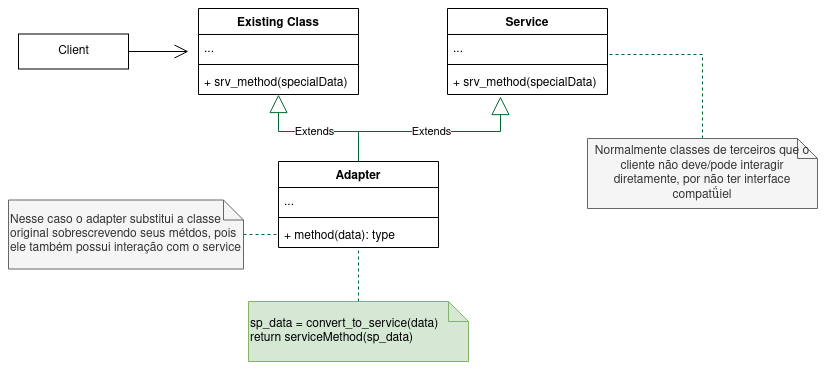 Existing Class
...
+ srv_method(specialData)
Service
...
+ srv_method(specialData)
Client
Extends
Extends
Normalmente classes de terceiros que o
cliente não deve/pode interagir
diretamente, por não ter interface
Adapter
...
+ method(data): type
Nesse caso o adapter substitui a classe
original sobrescrevendo seus métdos, pois
ele também possui interação com o service
sp_data = convert_to_service(data)
return serviceMethod(sp_data)